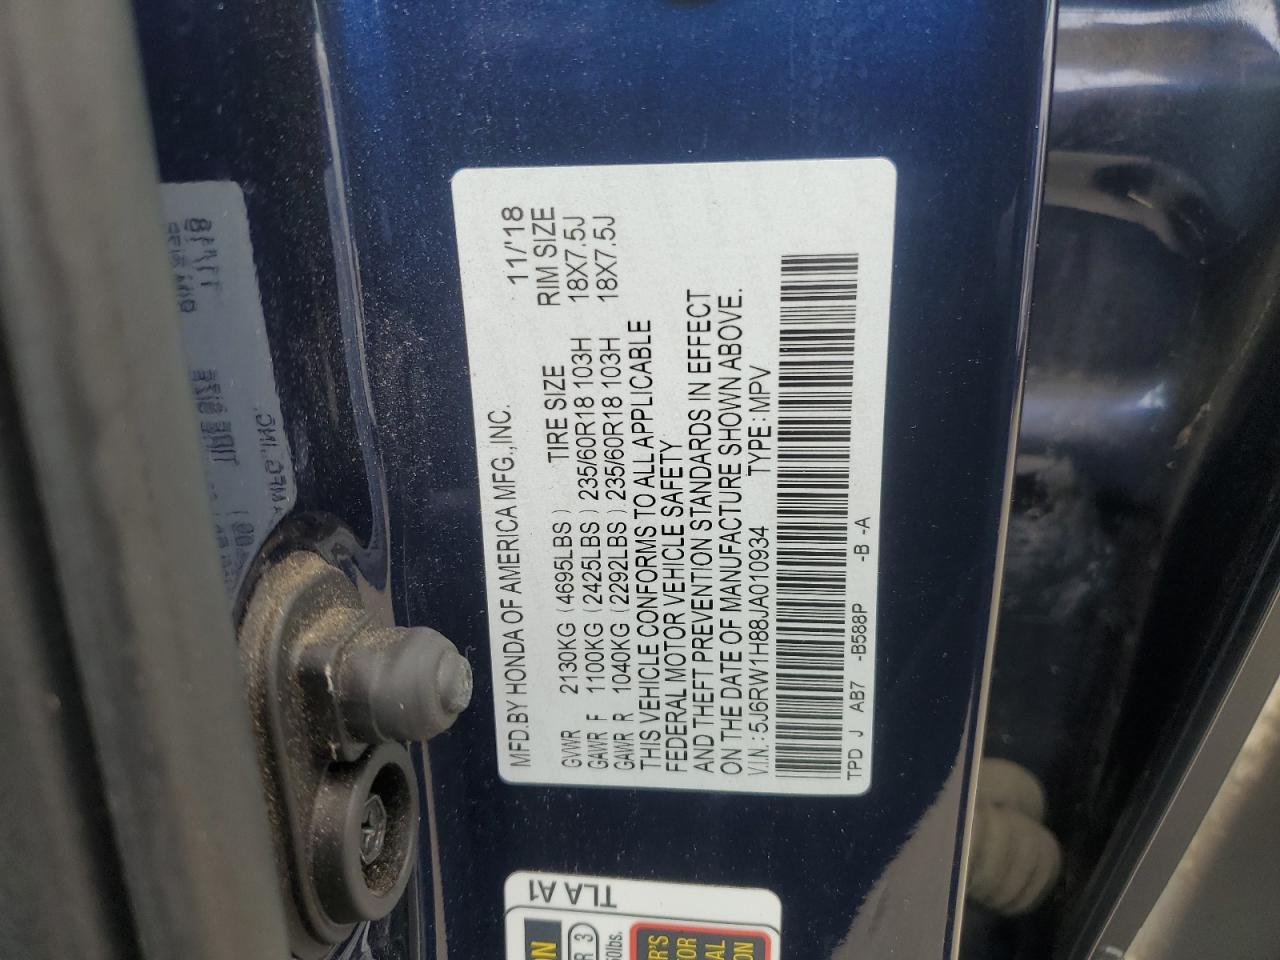 MFD.BY HONDA OF AMERICA MFG.,INC. 11/'18
TIRE SIZE RIM SIZE
GVWR 2130KG (4695LBS)
GAWR F 1100KG (2425LBS) 235/60R18 103H 18X7.5J
GAWR R 1040KG (2292LBS) 235/60R18 103H 18X7.5J
THIS VEHICLE CONFORMS TO ALL APPLICABLE
FEDERAL MOTOR VEHICLE SAFETY
AND THEFT PREVENTION STANDARDS IN EFFECT
ON THE DATE OF MANUFACTURE SHOWN ABOVE.
V.I.N.: 5J6RW1H88JA010934 TYPE: MPV
TPD J AB7 -B588P -B -A
TLA A1